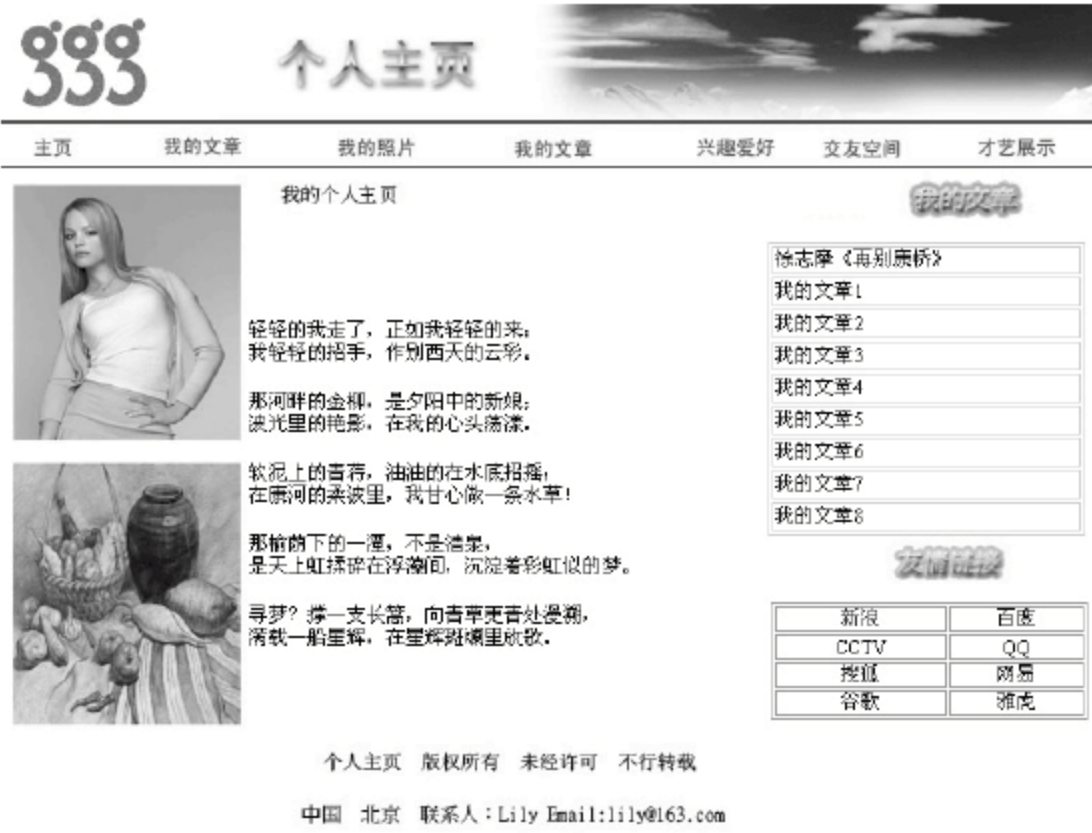 ggg
个人主页
主页 我的文章 我的照片 我的文章 兴趣爱好 交友空间 才艺展示
我的个人主页
轻轻的我走了，正如我轻轻的来；
我轻轻的招手，作别西天的云彩。
那河畔的金柳，是夕阳中的新娘；
波光里的艳影，在我的心头荡漾。
软泥上的青荇，油油的在水底招摇；
在康河的柔波里，我甘心做一条水草！
那榆荫下的一潭，不是清泉，
是天上虹揉碎在浮藻间，沉淀着彩虹似的梦。
寻梦？撑一支长篙，向青草更青处漫溯，
满载一船星辉，在星辉斑斓里放歌。
我的文章
徐志摩《再别康桥》
我的文章1
我的文章2
我的文章3
我的文章4
我的文章5
我的文章6
我的文章7
我的文章8
友情链接
新浪 百度
CCTV QQ
搜狐 网易
谷歌 雅虎
个人主页 版权所有 未经许可 不行转载
中国 北京 联系人：Lily Email:lily@163.com